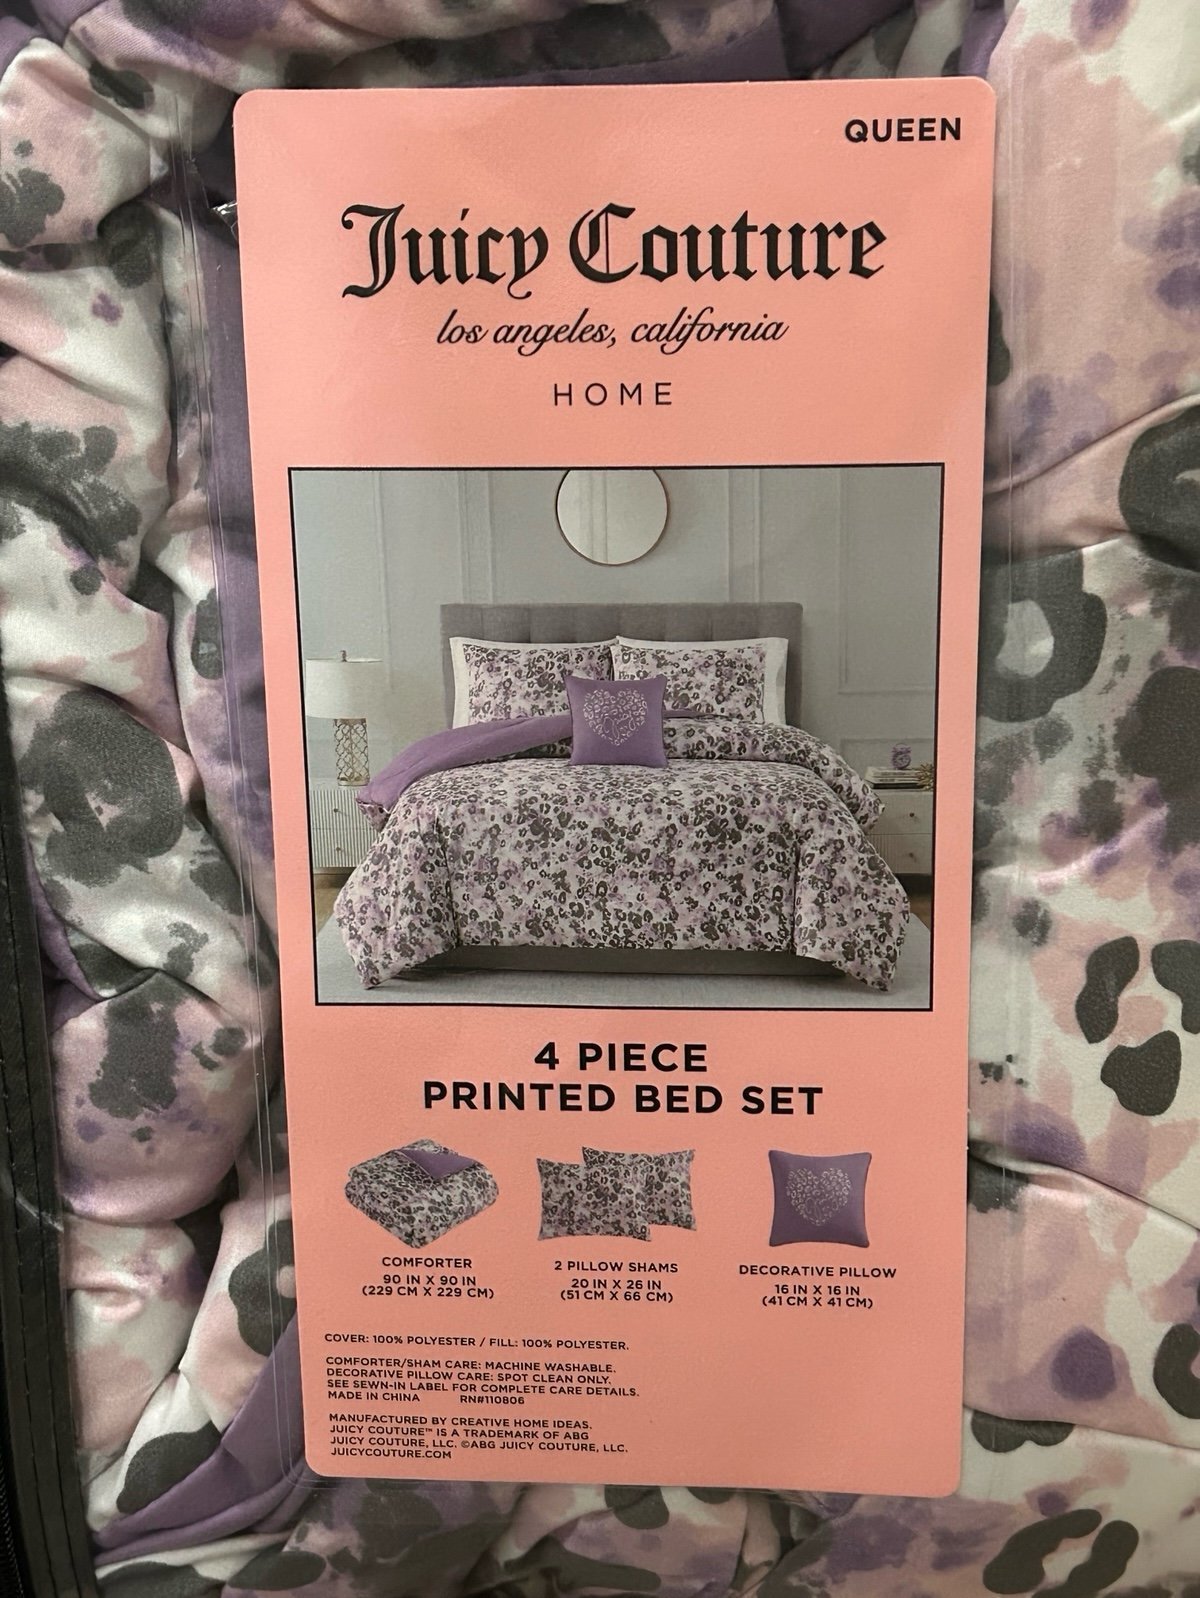 QUEEN
Juicy Couture
los angeles, california
HOME
4 PIECE
PRINTED BED SET
COMFORTER
90 IN X 90 IN
(229 CM X 229 CM)
2 PILLOW SHAMS
20 IN X 26 IN
(51 CM X 66 CM)
DECORATIVE PILLOW
16 IN X 16 IN
(41 CM X 41 CM)
COVER: 100% POLYESTER / FILL: 100% POLYESTER.
COMFORTER/SHAM CARE: MACHINE WASHABLE.
DECORATIVE PILLOW CARE: SPOT CLEAN ONLY.
SEE SEWN-IN LABEL FOR COMPLETE CARE DETAILS.
MADE IN CHINA RN#110806
MANUFACTURED BY CREATIVE HOME IDEAS.
JUICY COUTURE™ IS A TRADEMARK OF ABG
JUICY COUTURE, LLC. ©ABG JUICY COUTURE, LLC.
JUICYCOUTURE.COM